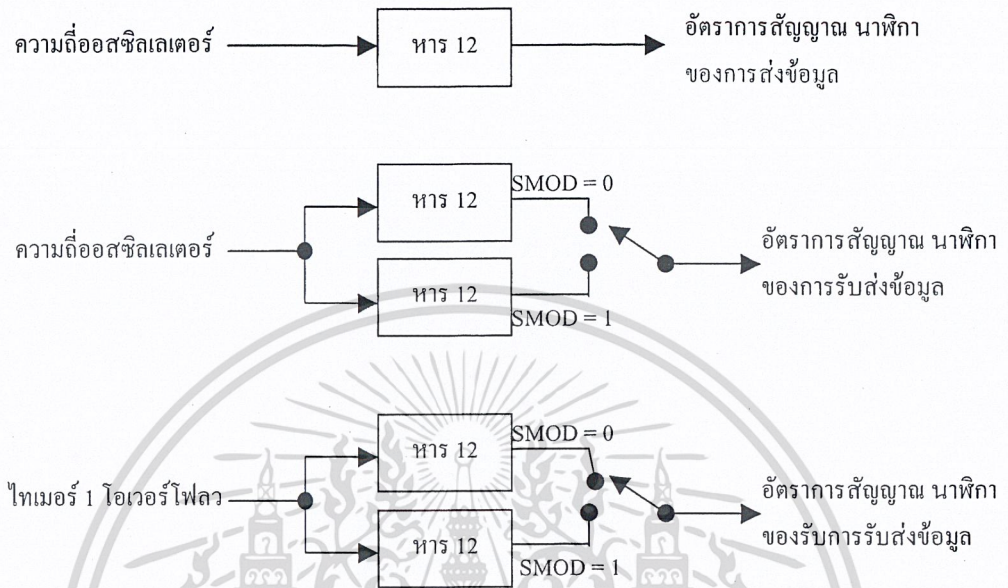 ความถี่ออสซิลเลเตอร์
หาร 12
อัตราการสัญญาณ นาฬิกา
ของการส่งข้อมูล
ความถี่ออสซิลเลเตอร์
หาร 12
SMOD = 0
หาร 12
SMOD = 1
อัตราการสัญญาณ นาฬิกา
ของการรับส่งข้อมูล
ไทเมอร์ 1 โอเวอร์โฟลว
หาร 12
SMOD = 0
หาร 12
SMOD = 1
อัตราการสัญญาณ นาฬิกา
ของรับการรับส่งข้อมูล